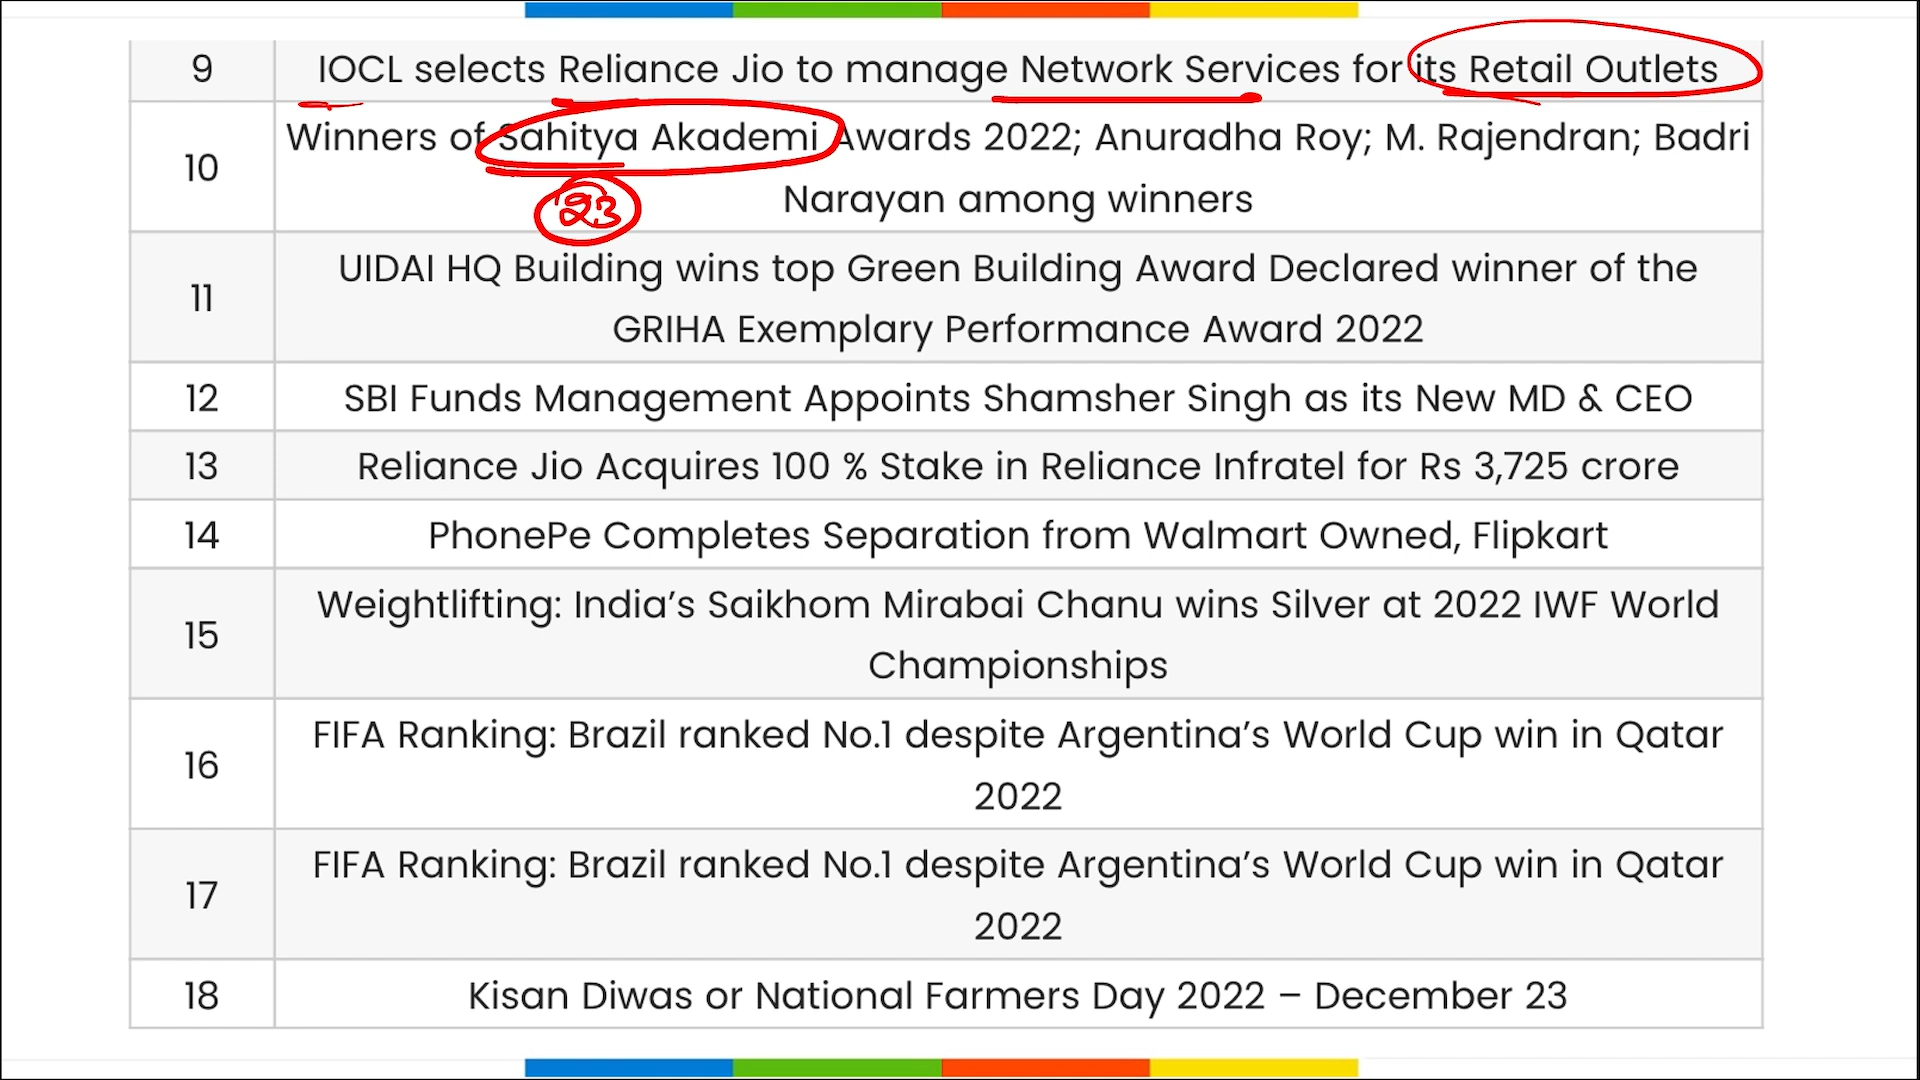 9
IOCL selects Reliance Jio to manage Network Services for its Retail Outlets
10
Winners of Sahitya Akademi Awards 2022; Anuradha Roy; M. Rajendran; Badri
Narayan among winners
23
11
UIDAI HQ Building wins top Green Building Award Declared winner of the
GRIHA Exemplary Performance Award 2022
12
SBI Funds Management Appoints Shamsher Singh as its New MD & CEO
13
Reliance Jio Acquires 100 % Stake in Reliance Infratel for Rs 3,725 crore
14
PhonePe Completes Separation from Walmart Owned, Flipkart
15
Weightlifting: India’s Saikhom Mirabai Chanu wins Silver at 2022 IWF World
Championships
16
FIFA Ranking: Brazil ranked No.1 despite Argentina’s World Cup win in Qatar
2022
17
FIFA Ranking: Brazil ranked No.1 despite Argentina’s World Cup win in Qatar
2022
18
Kisan Diwas or National Farmers Day 2022 – December 23